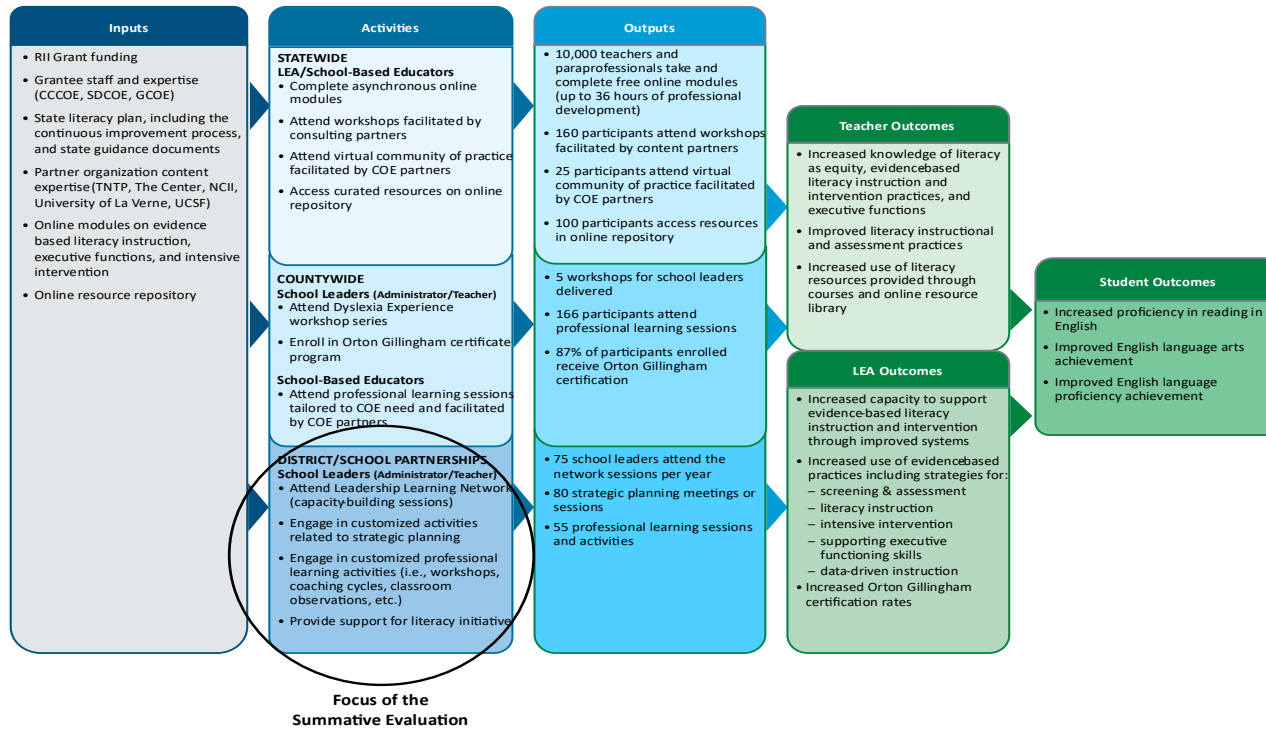 Inputs
• RII Grant funding
• Grantee staff and expertise
(CCCOE, SDCOE, GCOE)
• State literacy plan, including the
continuous improvement process,
and state guidance documents
• Partner organization content
expertise (TNTP, The Center, NCII,
University of La Verne, UCSF)
• Online modules on evidence
based literacy instruction,
executive functions, and intensive
intervention
• Online resource repository
Activities
STATEWIDE
LEA/School-Based Educators
• Complete asynchronous online
modules
• Attend workshops facilitated by
consulting partners
• Attend virtual community of practice
facilitated by COE partners
• Access curated resources on online
repository
COUNTYWIDE
School Leaders (Administrator/Teacher)
• Attend Dyslexia Experience
workshop series
• Enroll in Orton Gillingham certificate
program
School-Based Educators
• Attend professional learning sessions
tailored to COE need and facilitated
by COE partners
DISTRICT/SCHOOL PARTNERSHIPS
School Leaders (Administrator/Teacher)
• Attend Leadership Learning Network
(capacity-building sessions)
• Engage in customized activities
related to strategic planning
• Engage in customized professional
learning activities (i.e., workshops,
coaching cycles, classroom
observations, etc.)
• Provide support for literacy initiative
Focus of the
Summative Evaluation
Outputs
• 10,000 teachers and
paraprofessionals take and
complete free online modules
(up to 36 hours of professional
development)
• 160 participants attend workshops
facilitated by content partners
• 25 participants attend virtual
community of practice facilitated
by COE partners
• 100 participants access resources
in online repository
• 5 workshops for school leaders
delivered
• 166 participants attend
professional learning sessions
• 87% of participants enrolled
receive Orton Gillingham
certification
• 75 school leaders attend the
network sessions per year
• 80 strategic planning meetings or
sessions
• 55 professional learning sessions
and activities
Teacher Outcomes
• Increased knowledge of literacy
as equity, evidencebased
literacy instruction and
intervention practices, and
executive functions
• Improved literacy instructional
and assessment practices
• Increased use of literacy
resources provided through
courses and online resource
library
LEA Outcomes
• Increased capacity to support
evidence-based literacy
instruction and intervention
through improved systems
• Increased use of evidencebased
practices including strategies for:
– screening & assessment
– literacy instruction
– intensive intervention
– supporting executive
functioning skills
– data-driven instruction
• Increased Orton Gillingham
certification rates
Student Outcomes
• Increased proficiency in reading in
English
• Improved English language arts
achievement
• Improved English language
proficiency achievement